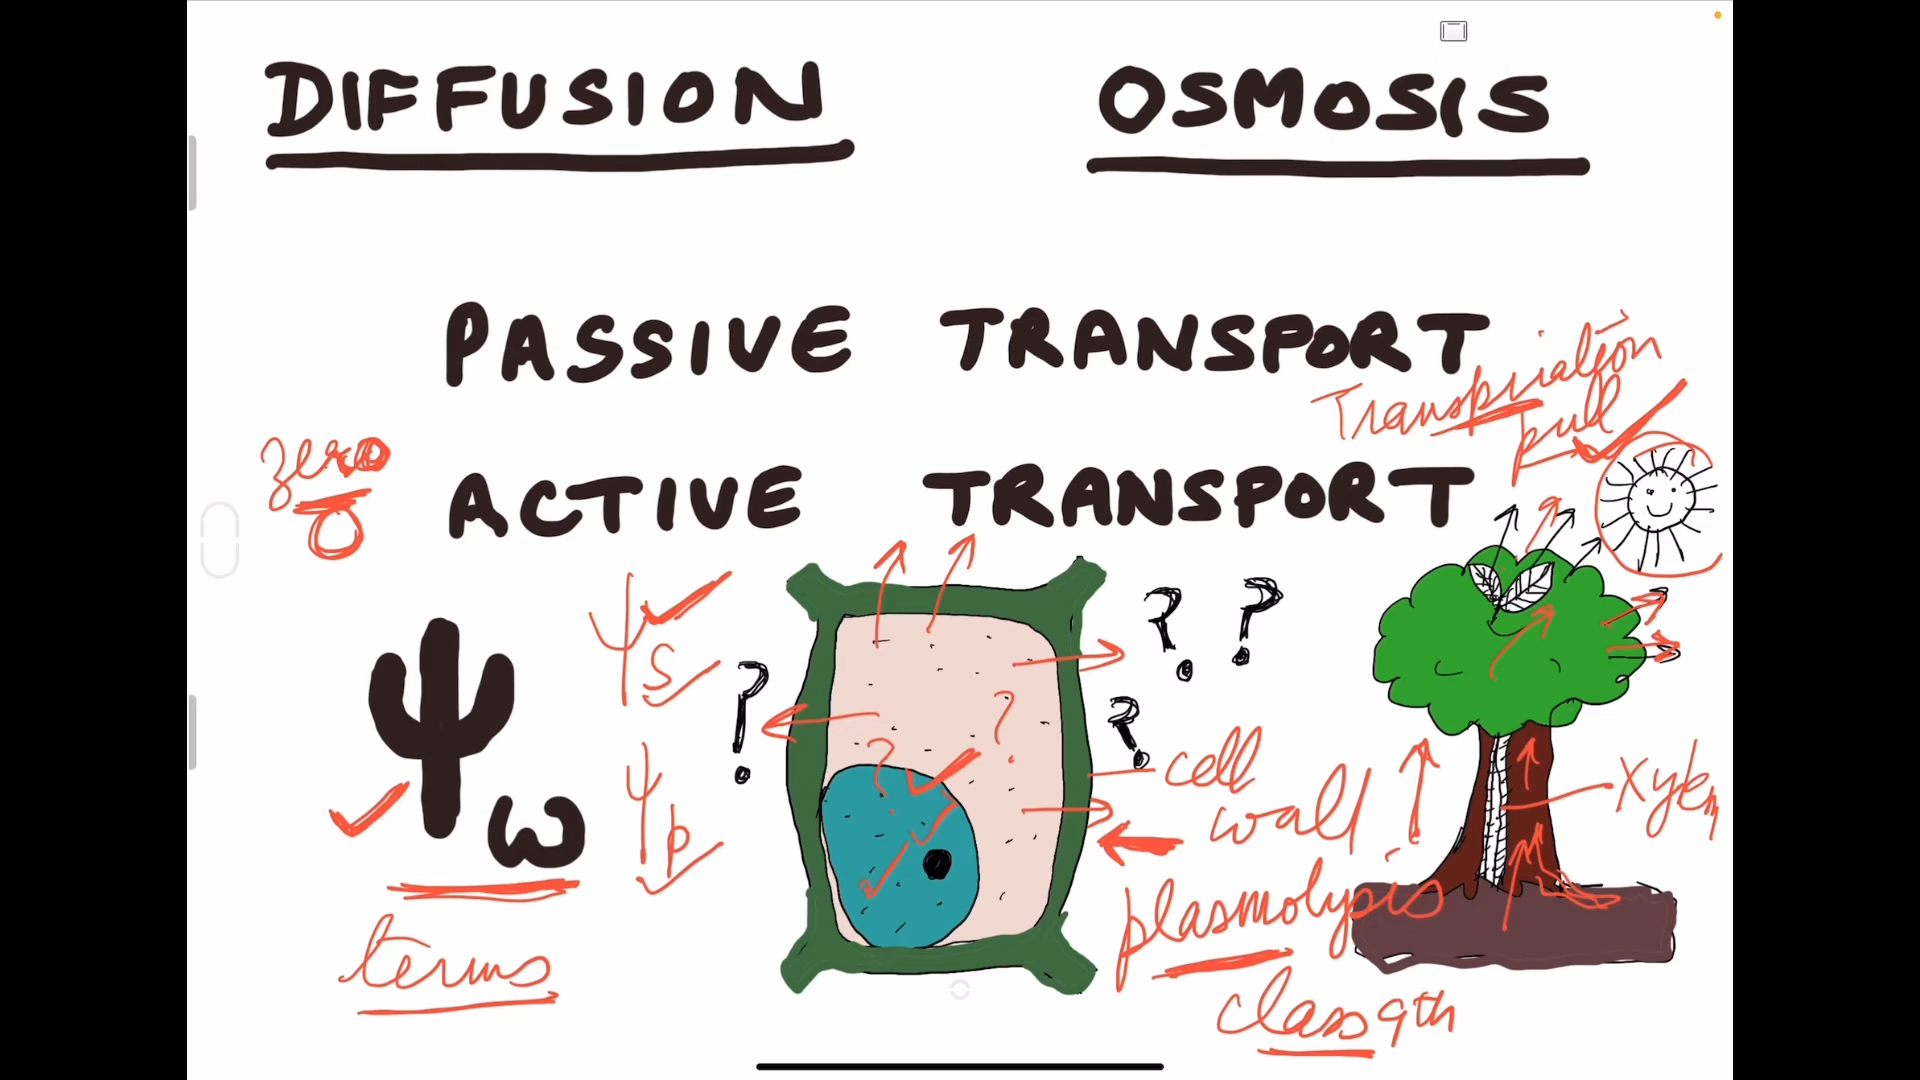 DIFFUSION OSMOSIS
PASSIVE TRANSPORT
Transpiration
pull
zero
0
ACTIVE TRANSPORT
ψs
? ? ?
ψω
ψp
? ?
?
cell
wall
Xylem
plasmolysis
terms
class 9th